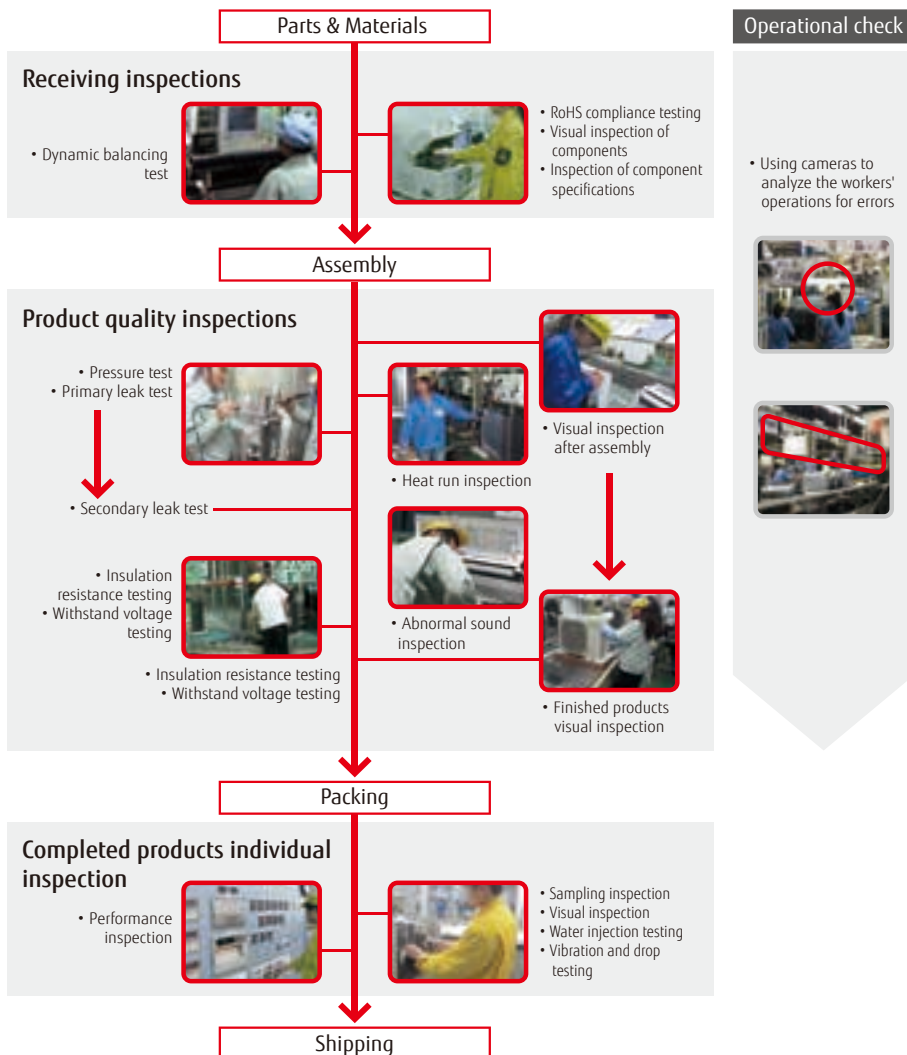 Parts & Materials
Operational check
Receiving inspections
• Dynamic balancing
test
• RoHS compliance testing
• Visual inspection of
components
• Inspection of component
specifications
• Using cameras to
analyze the workers'
operations for errors
Assembly
Product quality inspections
• Pressure test
• Primary leak test
• Secondary leak test
• Heat run inspection
• Visual inspection
after assembly
• Insulation
resistance testing
• Withstand voltage
testing
• Insulation resistance testing
• Withstand voltage testing
• Abnormal sound
inspection
• Finished products
visual inspection
Packing
Completed products individual
inspection
• Performance
inspection
• Sampling inspection
• Visual inspection
• Water injection testing
• Vibration and drop
testing
Shipping